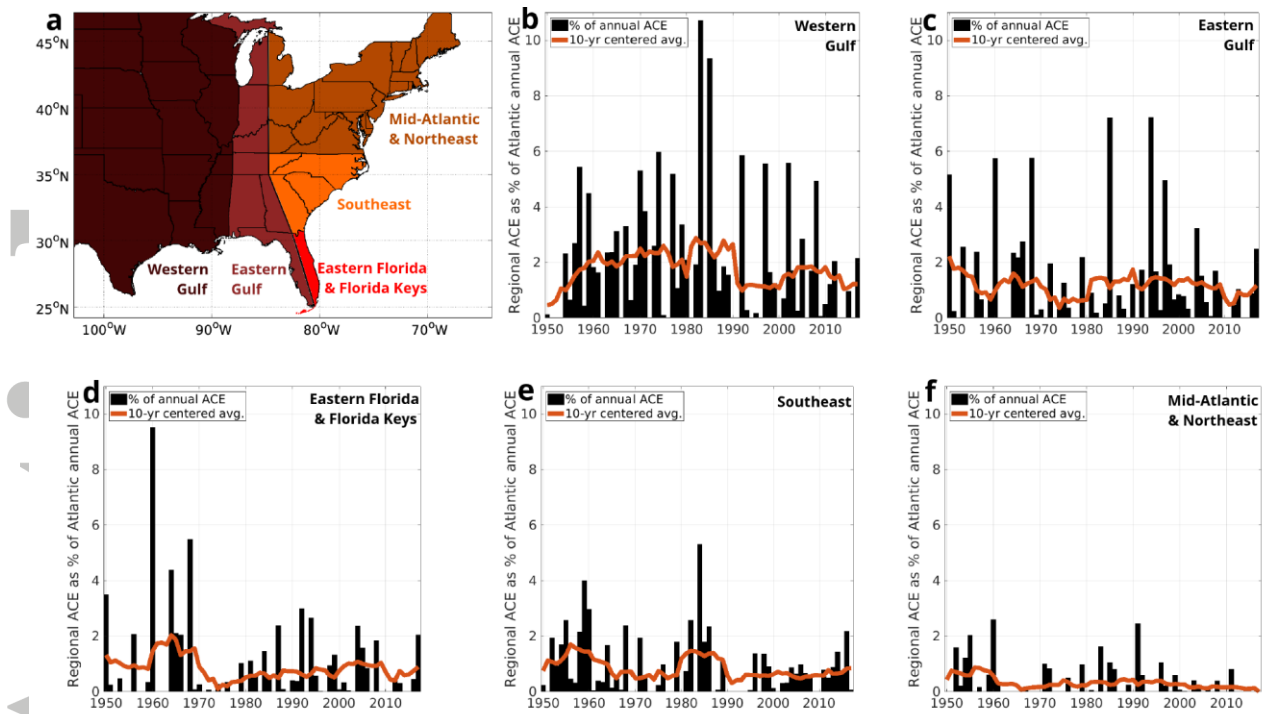 a
45°N
40°N
35°N
30°N
25°N
100°W
90°W
80°W
70°W
Mid-Atlantic
& Northeast
Southeast
Western
Gulf
Eastern
Gulf
Eastern Florida
& Florida Keys
b
% of annual ACE
10-yr centered avg.
Western
Gulf
Regional ACE as % of Atlantic annual ACE
10
8
6
4
2
0
1950 1960 1970 1980 1990 2000 2010
c
% of annual ACE
10-yr centered avg.
Eastern
Gulf
Regional ACE as % of Atlantic annual ACE
10
8
6
4
2
0
1950 1960 1970 1980 1990 2000 2010
d
% of annual ACE
10-yr centered avg.
Eastern Florida
& Florida Keys
Regional ACE as % of Atlantic annual ACE
10
8
6
4
2
0
1950 1960 1970 1980 1990 2000 2010
e
% of annual ACE
10-yr centered avg.
Southeast
Regional ACE as % of Atlantic annual ACE
10
8
6
4
2
0
1950 1960 1970 1980 1990 2000 2010
f
% of annual ACE
10-yr centered avg.
Mid-Atlantic
& Northeast
Regional ACE as % of Atlantic annual ACE
10
8
6
4
2
0
1950 1960 1970 1980 1990 2000 2010